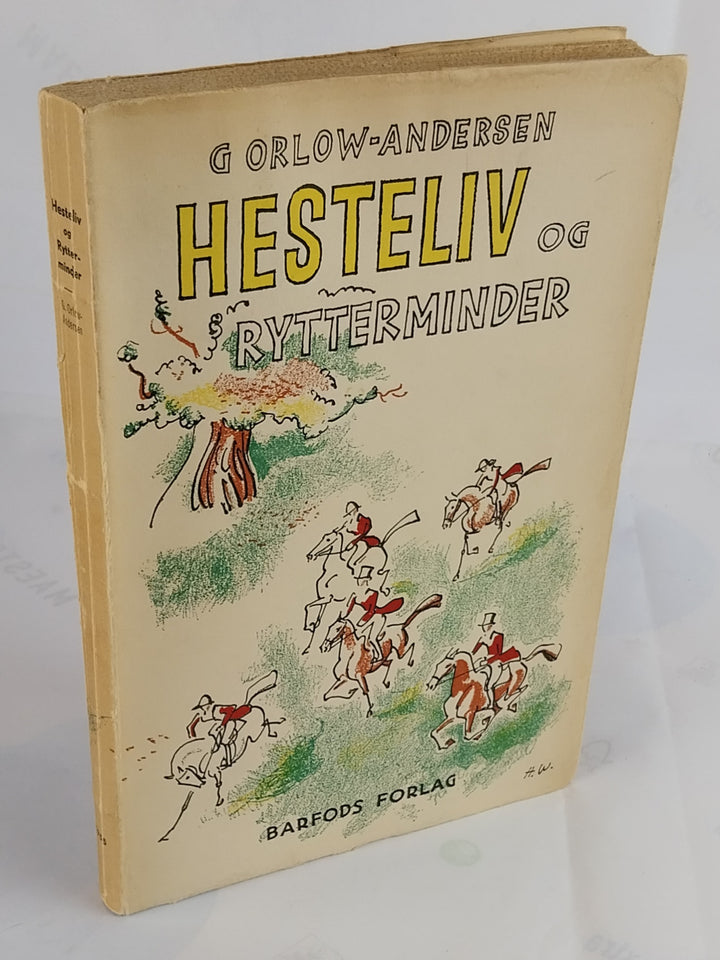 G ORLOW-ANDERSEN
HESTELIV OG
RYTTERMINDER
H. W.
BARFODS FORLAG
Hesteliv
og
Rytter-
minder
G. Orlow-
Andersen